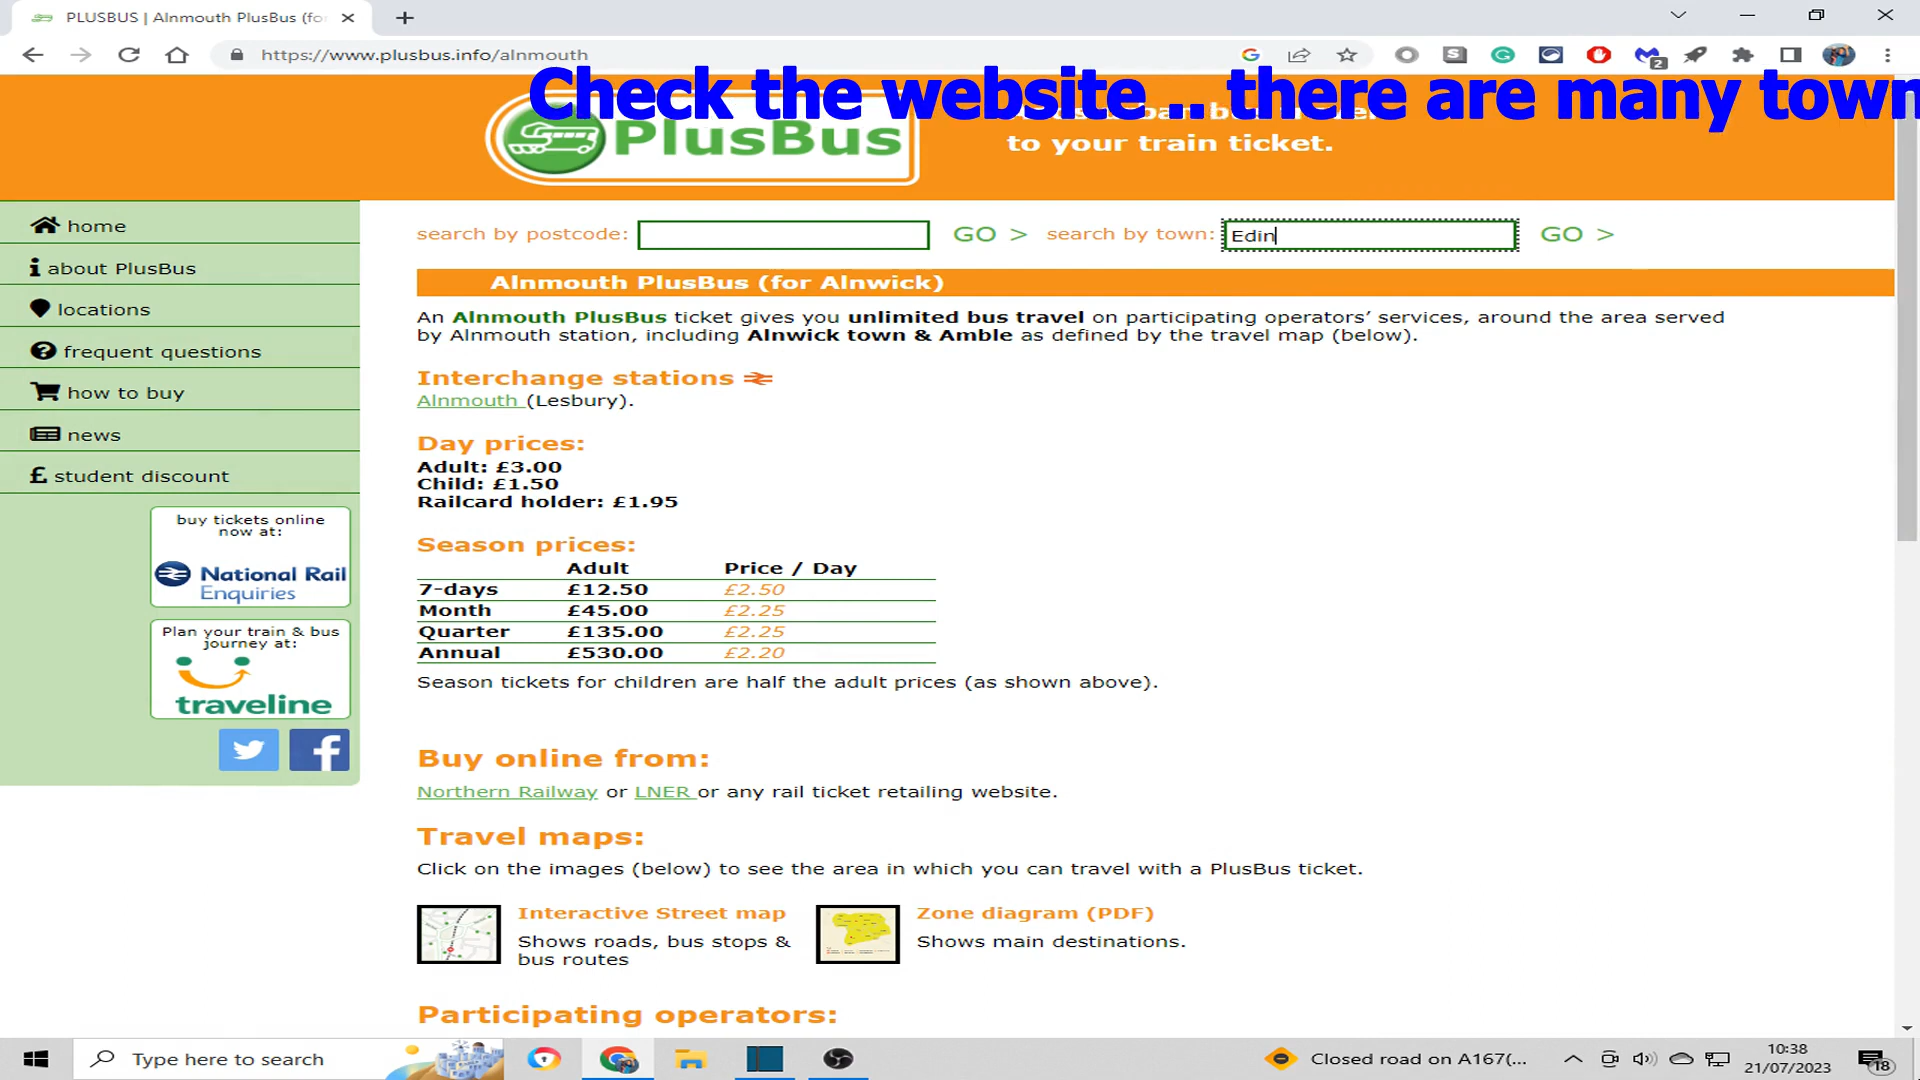 PLUSBUS | Alnmouth PlusBus (fo
https://www.plusbus.info/alnmouth
2
Check the website .. there are many town
PlusBus
to your train ticket.
home
about PlusBus
locations
frequent questions
how to buy
news
£ student discount
buy tickets online
now at:
National Rail
Enquiries
Plan your train & bus
journey at:
traveline
search by postcode: GO > search by town: Edin GO >
Alnmouth PlusBus (for Alnwick)
An Alnmouth PlusBus ticket gives you unlimited bus travel on participating operators’ services, around the area served
by Alnmouth station, including Alnwick town & Amble as defined by the travel map (below).
Interchange stations
Alnmouth (Lesbury).
Day prices:
Adult: £3.00
Child: £1.50
Railcard holder: £1.95
Season prices:
Adult Price / Day
7-days £12.50 £2.50
Month £45.00 £2.25
Quarter £135.00 £2.25
Annual £530.00 £2.20
Season tickets for children are half the adult prices (as shown above).
Buy online from:
Northern Railway or LNER or any rail ticket retailing website.
Travel maps:
Click on the images (below) to see the area in which you can travel with a PlusBus ticket.
Interactive Street map
Shows roads, bus stops &
bus routes
Zone diagram (PDF)
Shows main destinations.
Participating operators:
Type here to search
Closed road on A167(...
10:38
21/07/2023
18